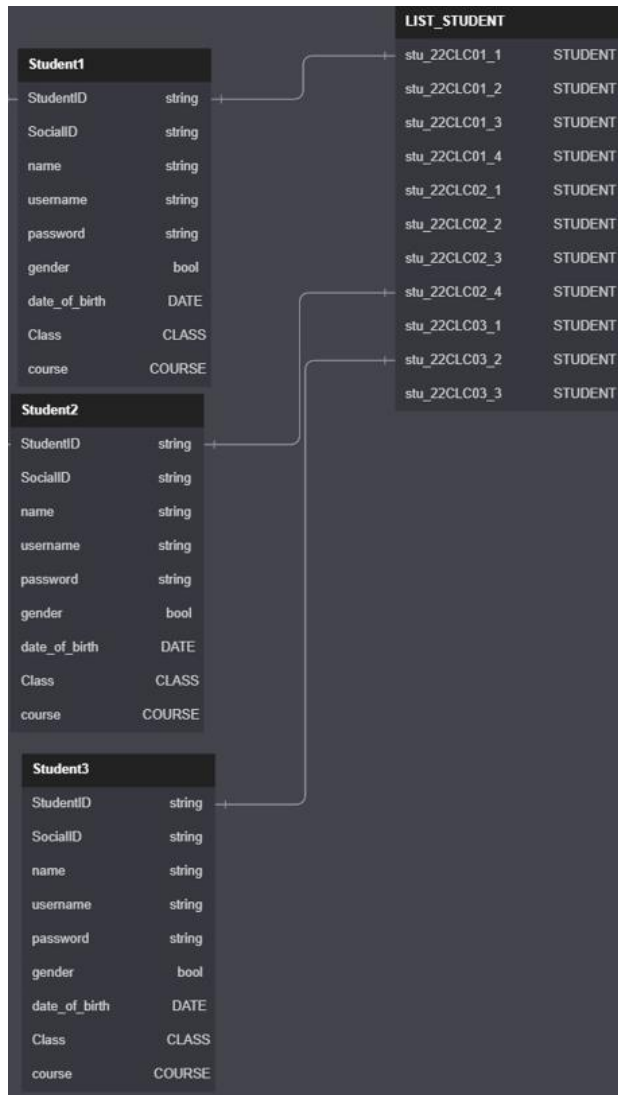 LIST_STUDENT
stu_22CLC01_1 STUDENT
stu_22CLC01_2 STUDENT
stu_22CLC01_3 STUDENT
stu_22CLC01_4 STUDENT
stu_22CLC02_1 STUDENT
stu_22CLC02_2 STUDENT
stu_22CLC02_3 STUDENT
stu_22CLC02_4 STUDENT
stu_22CLC03_1 STUDENT
stu_22CLC03_2 STUDENT
stu_22CLC03_3 STUDENT
Student1
StudentID string
SocialID string
name string
username string
password string
gender bool
date_of_birth DATE
Class CLASS
course COURSE
Student2
StudentID string
SocialID string
name string
username string
password string
gender bool
date_of_birth DATE
Class CLASS
course COURSE
Student3
StudentID string
SocialID string
name string
username string
password string
gender bool
date_of_birth DATE
Class CLASS
course COURSE